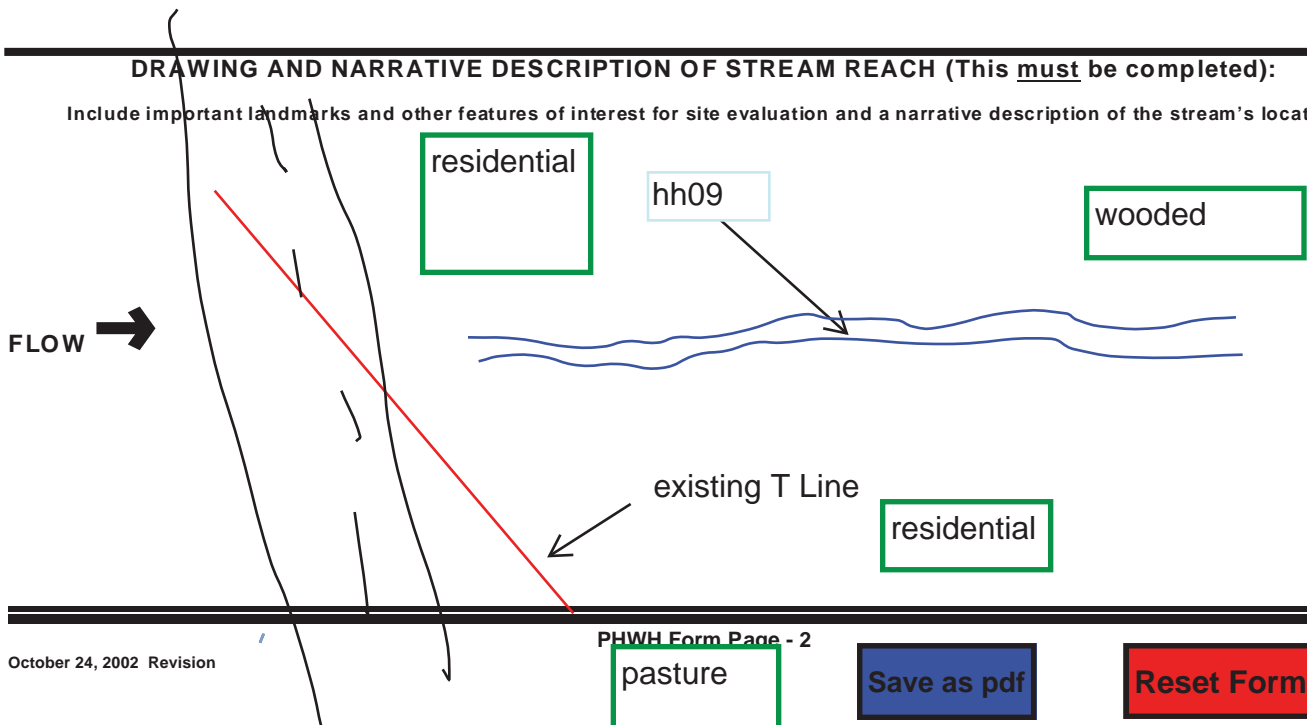 DRAWING AND NARRATIVE DESCRIPTION OF STREAM REACH (This must be completed):
Include important landmarks and other features of interest for site evaluation and a narrative description of the stream's locat
residential
hh09
wooded
FLOW
existing T Line
residential
PHWH Form Page - 2
October 24, 2002 Revision
pasture
Save as pdf
Reset Form